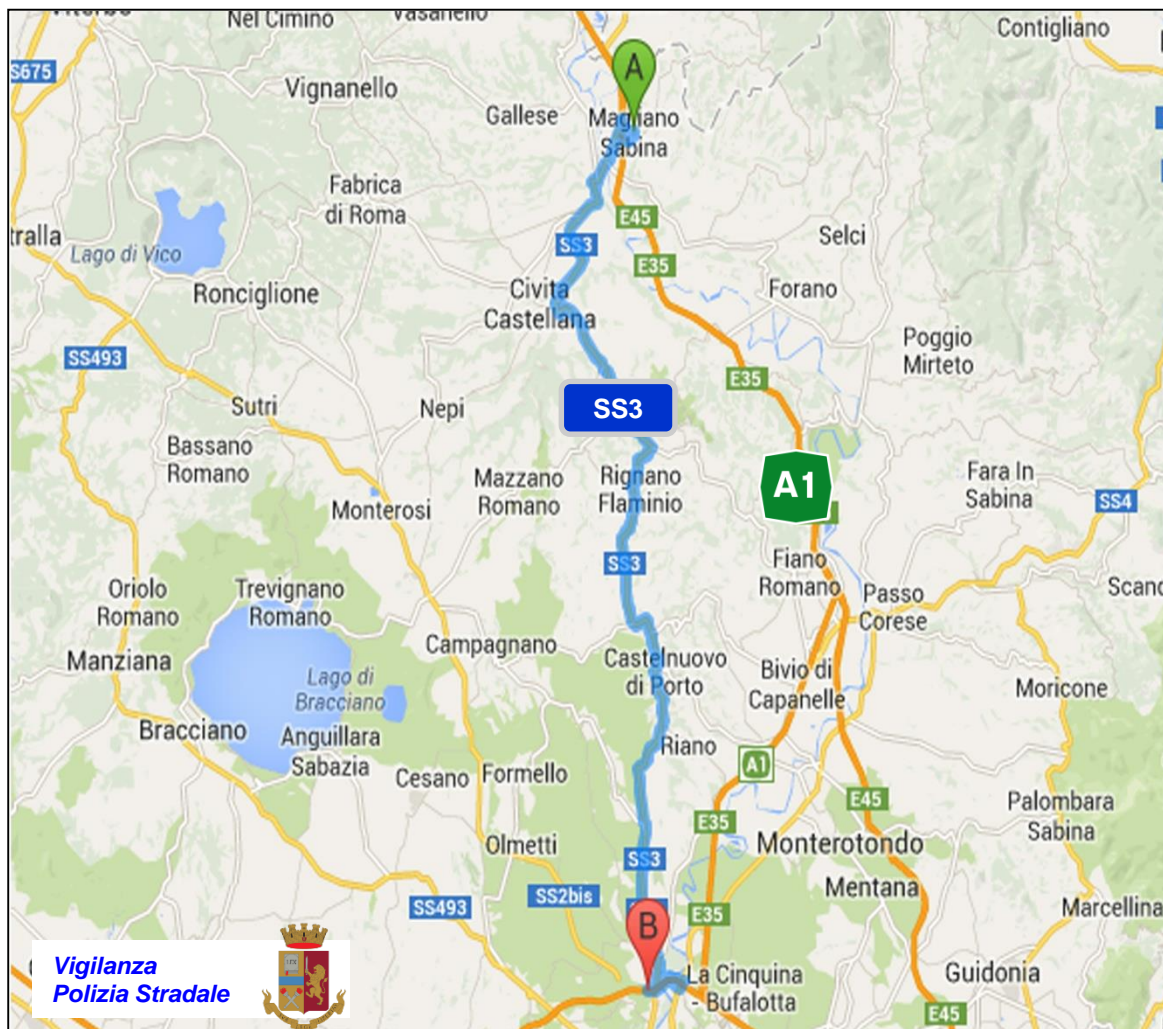 Nel Cimino
Vasanello
Contigliano
S675
Vignanello
A
Gallese
Magliano
Sabina
Fabrica
di Roma
E45
tralla
SS3
Selci
Lago di Vico
E35
Ronciglione
Civita
Castellana
Forano
SS493
Poggio
Mirteto
E35
Sutri
Nepi
SS3
Bassano
Romano
Mazzano
Romano
Rignano
Flaminio
A1
Fara In
Sabina
SS4
Monterosi
SS3
Fiano
Romano
Oriolo
Romano
Trevignano
Romano
Passo
Corese
Scand
Campagnano
Manziana
Castelnuovo
di Porto
Bivio di
Capanelle
Lago di
Bracciano
Moricone
Bracciano
Anguillara
Sabazia
Riano
Cesano
Formello
A1
E45
E35
Palombara
Sabina
Olmetti
SS3
Monterotondo
SS2bis
Mentana
SS493
B
E35
Marcellina
Vigilanza
Polizia Stradale
La Cinquina
- Bufalotta
Guidonia
E45